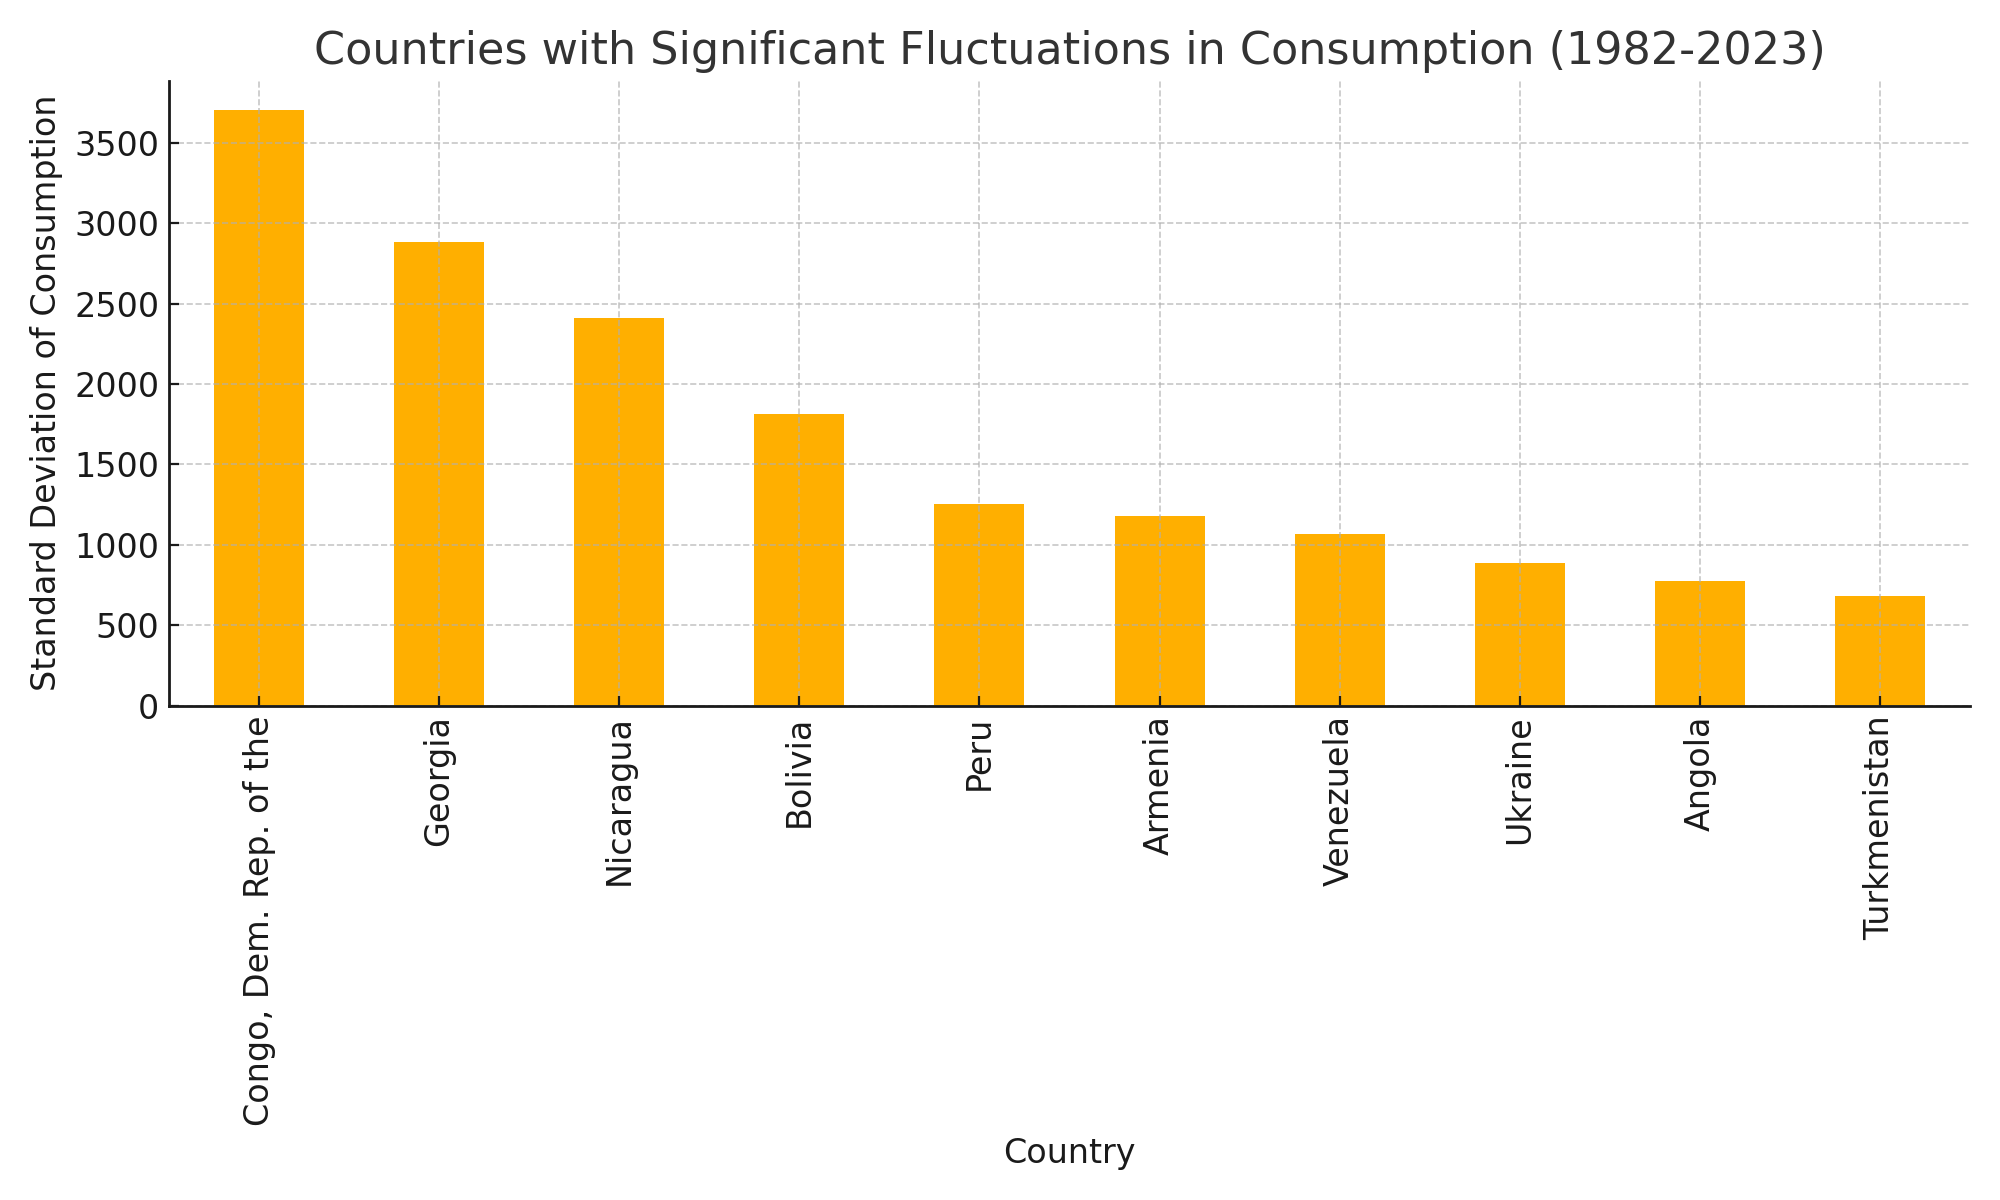 Countries with Significant Fluctuations in Consumption (1982-2023)
Standard Deviation of Consumption
3500
3000
2500
2000
1500
1000
500
0
Congo, Dem. Rep. of the
Georgia
Nicaragua
Bolivia
Peru
Armenia
Venezuela
Ukraine
Angola
Turkmenistan
Country